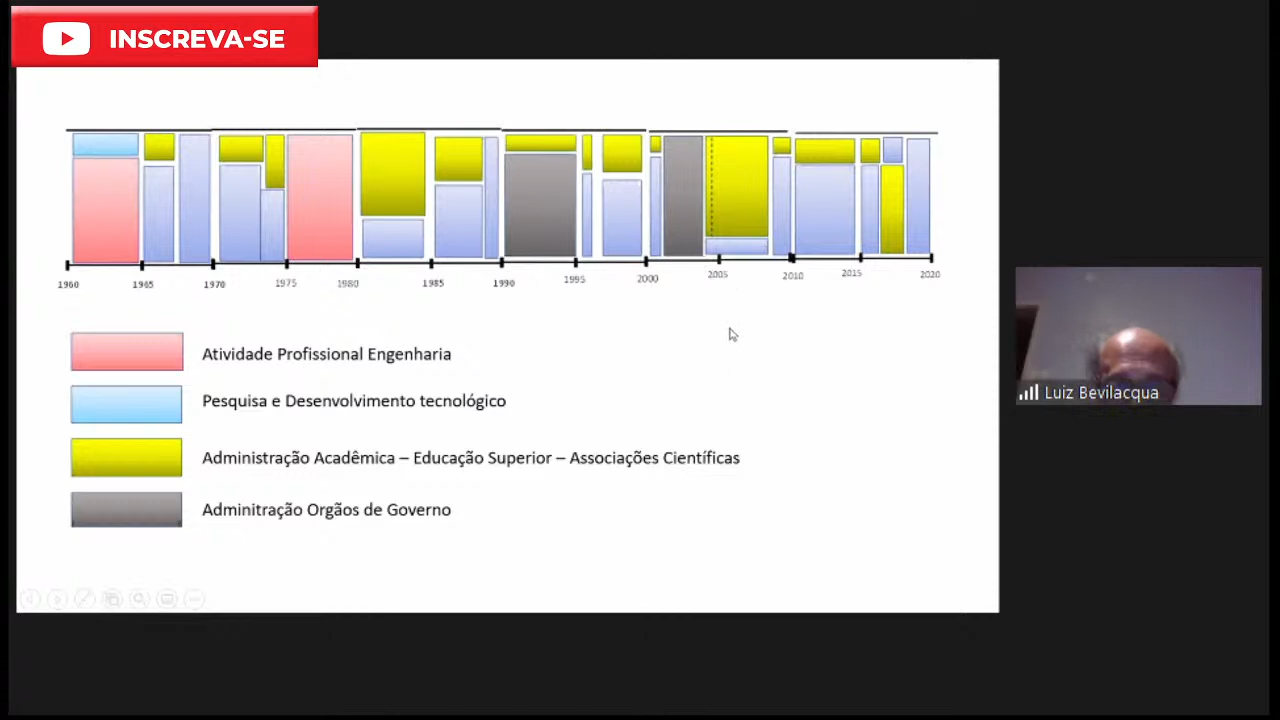 INSCREVA-SE
1960 1965 1970 1975 1980 1985 1990 1995 2000 2005 2010 2015 2020
Atividade Profissional Engenharia
Pesquisa e Desenvolvimento tecnológico
Administração Acadêmica – Educação Superior – Associações Científicas
Adminitração Orgãos de Governo
Luiz Bevilacqua